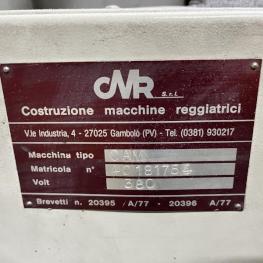 CMR S.r.l.
Costruzione macchine reggiatrici
V.le Industria, 4 - 27025 Gambolò (PV) - Tel. (0381) 930217
Macchina tipo CAM
Matricola n°
Volt 380
Brevetti n. 20395 /A/77 - 20396 A/77